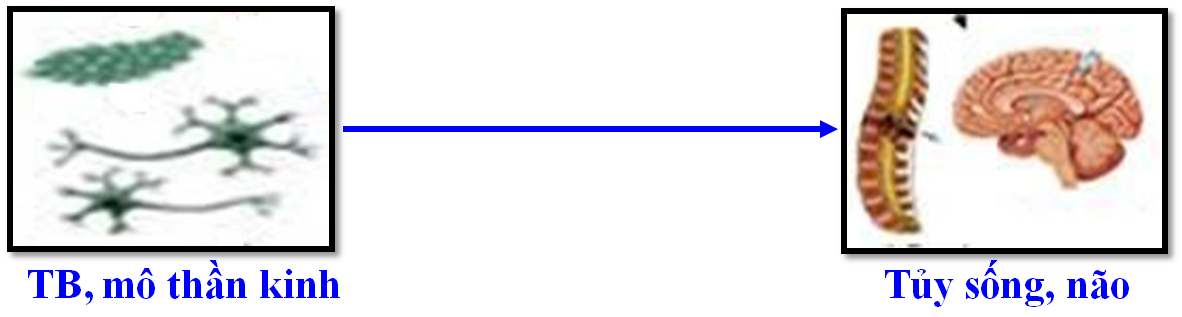 TB, mô thần kinh
Tủy sống, não